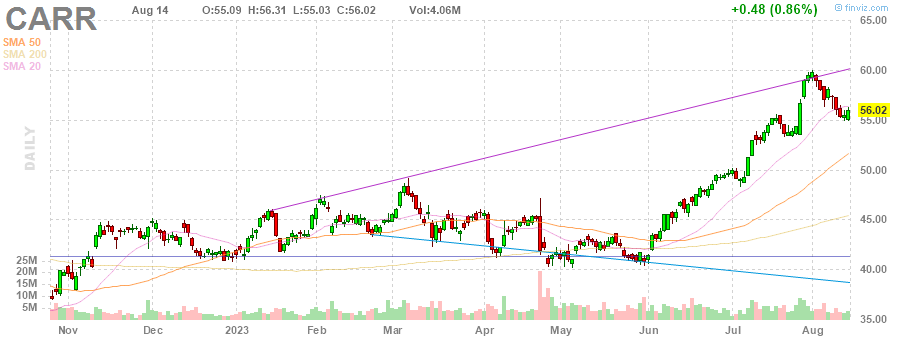 CARR
Aug 14 O:55.09 H:56.31 L:55.03 C:56.02 Vol:4.06M +0.48 (0.86%) © finviz.com
SMA 50
SMA 200
SMA 20
DAILY
65.00
60.00
56.02
55.00
50.00
45.00
40.00
35.00
25M
20M
15M
10M
5M
Nov Dec 2023 Feb Mar Apr May Jun Jul Aug